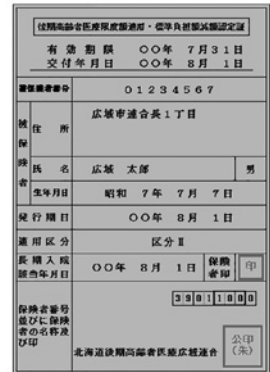 後期高齢者医療限度額適用・標準負担額減額認定証
有効期限 〇〇年 7月31日
交付年月日 〇〇年 8月 1日
被保険者番号 01234567
被保険者
住所 広域市連合長1丁目
氏名 広域 太郎 男
生年月日 昭和 7年 7月 7日
発行期日 〇〇年 8月 1日
適用区分 区分Ⅱ
長期入院該当年月日 〇〇年 8月 1日 保険者印 印
保険者番号並びに保険者の名称及び印
39011000
北海道後期高齢者医療広域連合
公印(朱)